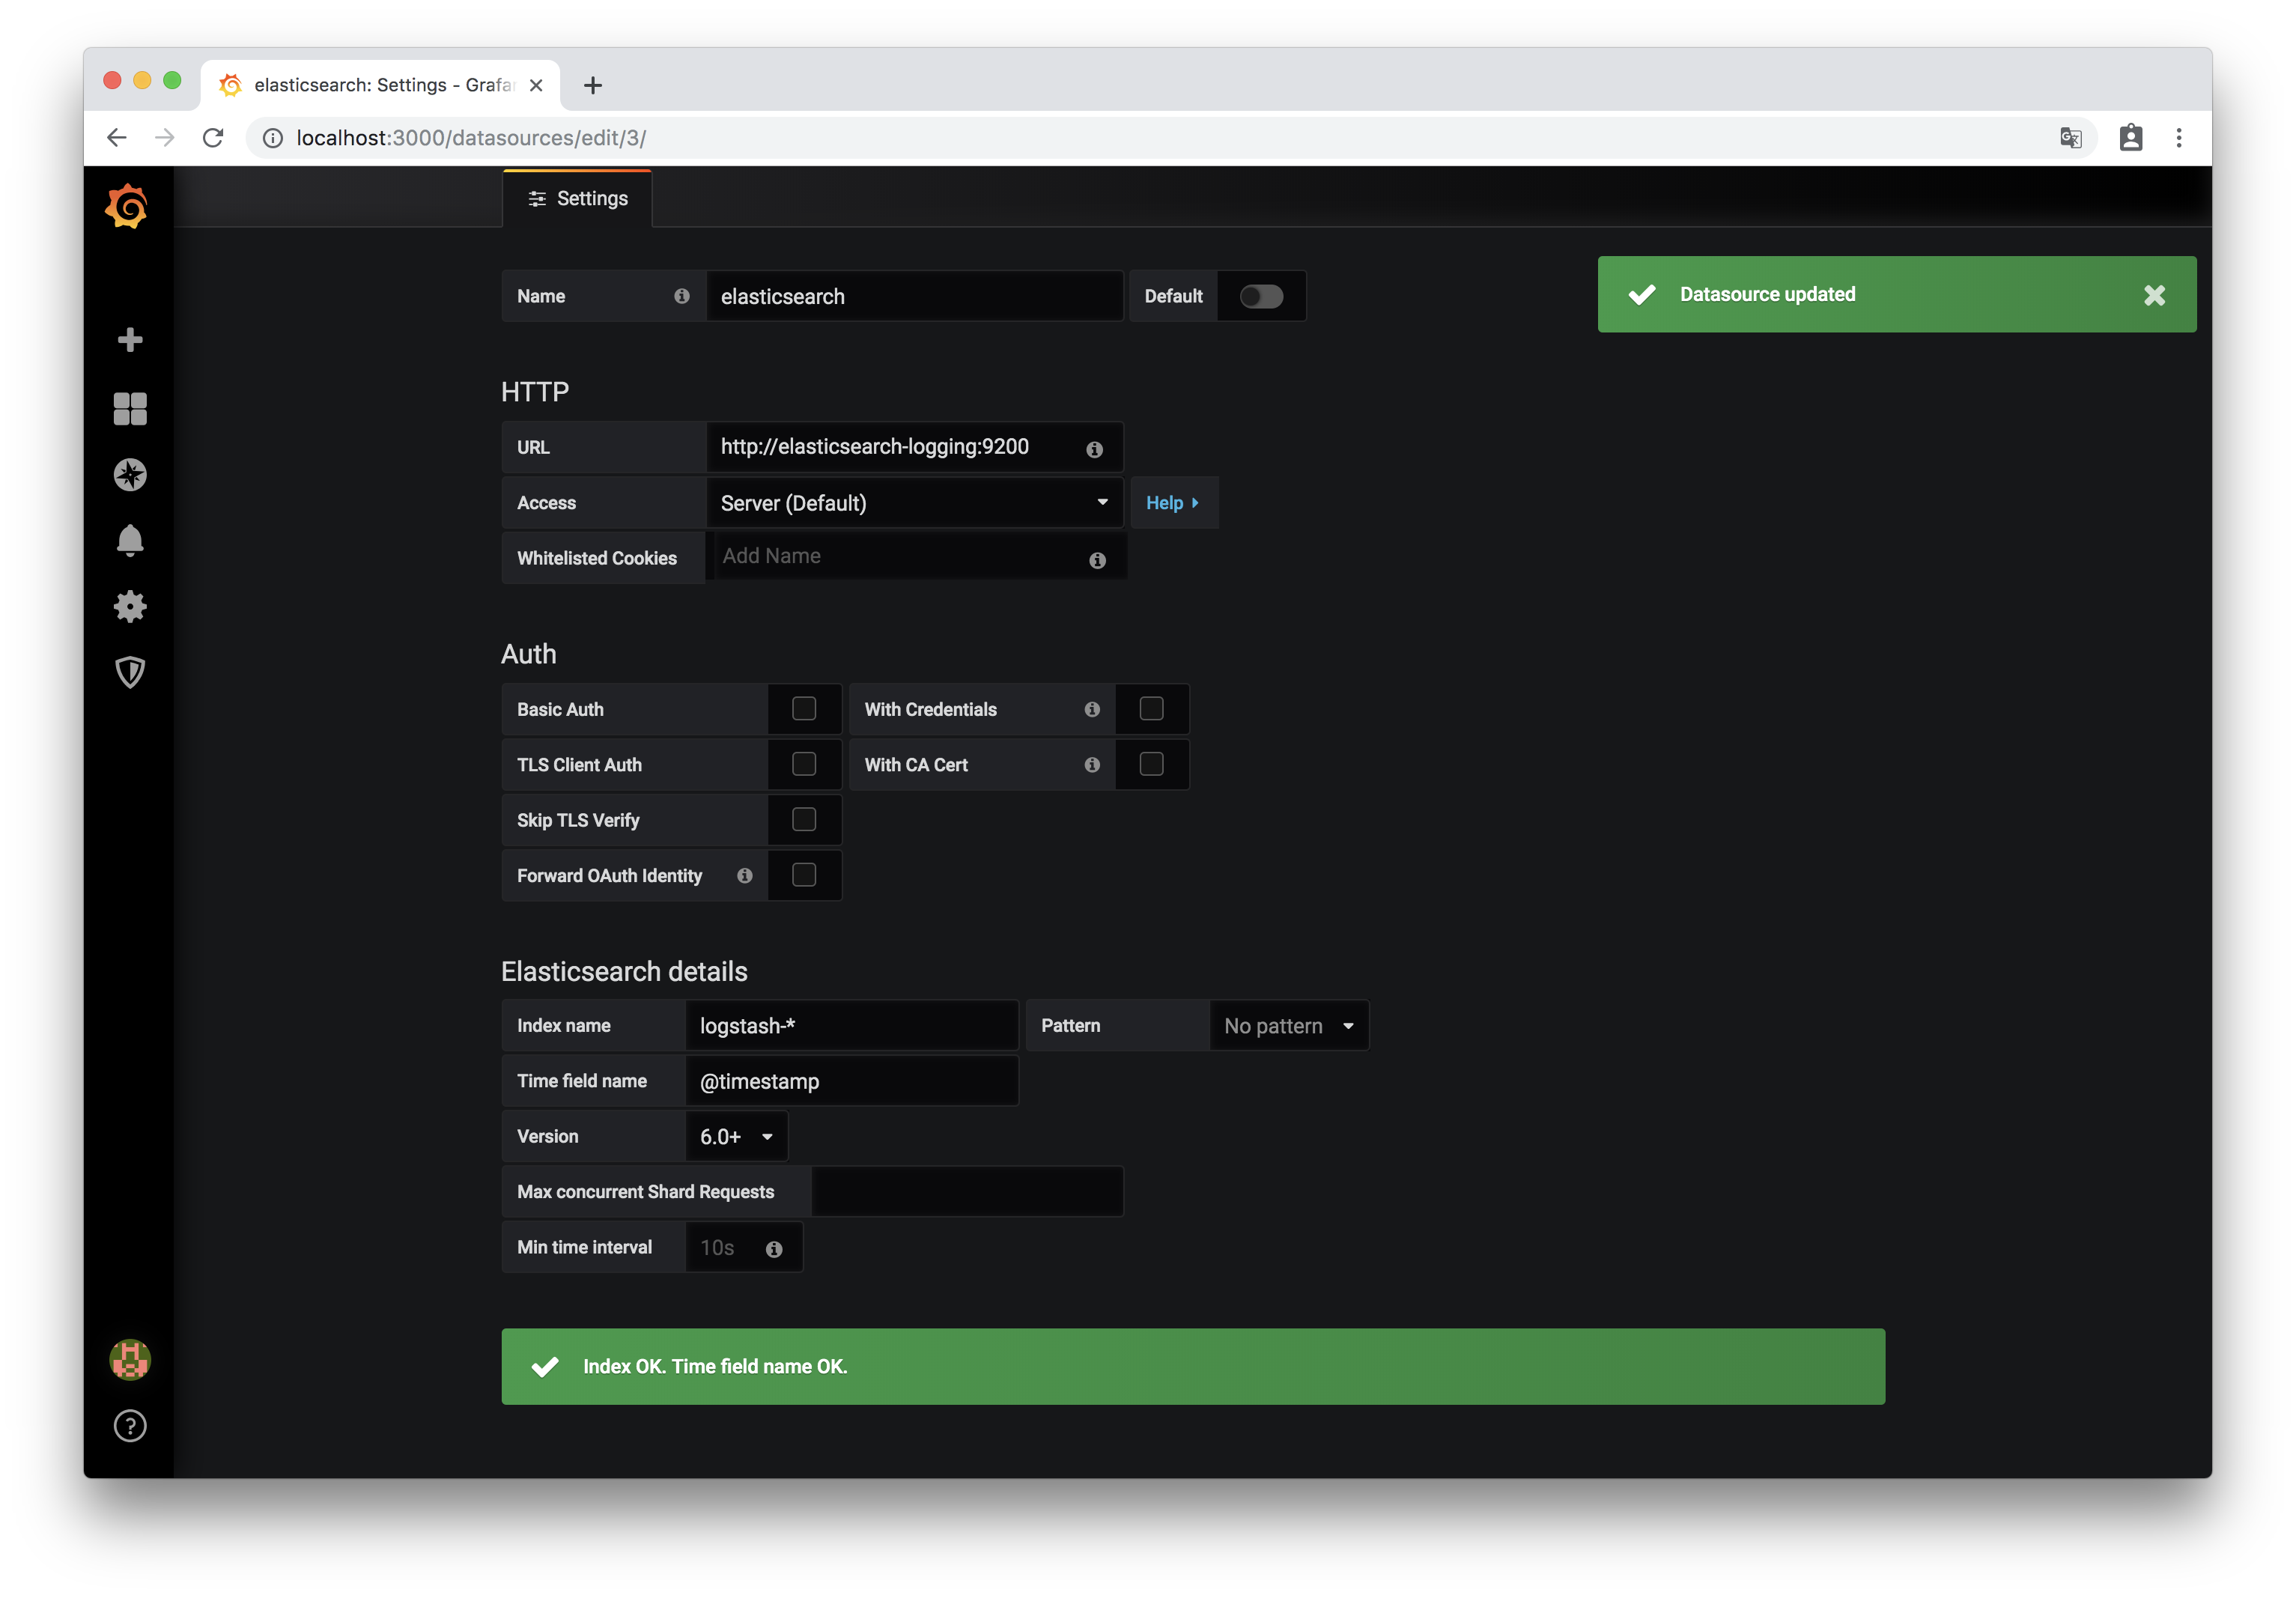 elasticsearch: Settings - Grafa
localhost:3000/datasources/edit/3/
Settings
Name elasticsearch Default
Datasource updated
HTTP
URL http://elasticsearch-logging:9200
Access Server (Default) Help
Whitelisted Cookies Add Name
Auth
Basic Auth With Credentials
TLS Client Auth With CA Cert
Skip TLS Verify
Forward OAuth Identity
Elasticsearch details
Index name logstash-* Pattern No pattern
Time field name @timestamp
Version 6.0+
Max concurrent Shard Requests
Min time interval 10s
Index OK. Time field name OK.